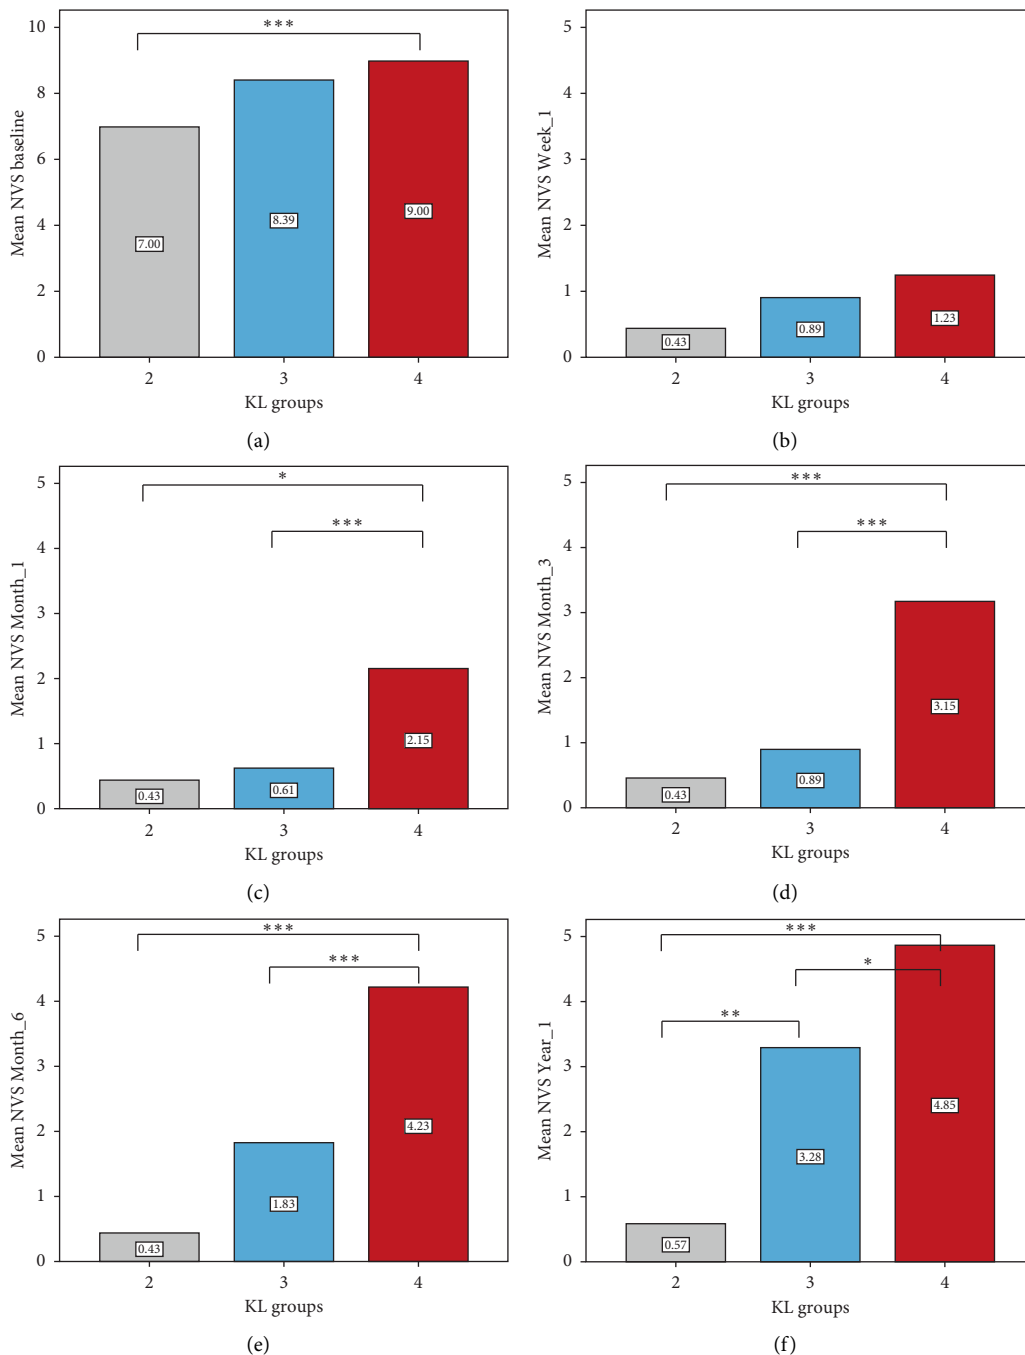 10
8
6
4
2
0
Mean NVS baseline
***
7.00
8.39
9.00
2 3 4
KL groups
(a)
5
4
3
2
1
0
Mean NVS Week_1
0.43
0.89
1.23
2 3 4
KL groups
(b)
5
4
3
2
1
0
Mean NVS Month_1
*
***
0.43
0.61
2.15
2 3 4
KL groups
(c)
5
4
3
2
1
0
Mean NVS Month_3
***
***
0.43
0.89
3.15
2 3 4
KL groups
(d)
5
4
3
2
1
0
Mean NVS Month_6
***
***
0.43
1.83
4.23
2 3 4
KL groups
(e)
5
4
3
2
1
0
Mean NVS Year_1
***
*
**
0.57
3.28
4.85
2 3 4
KL groups
(f)